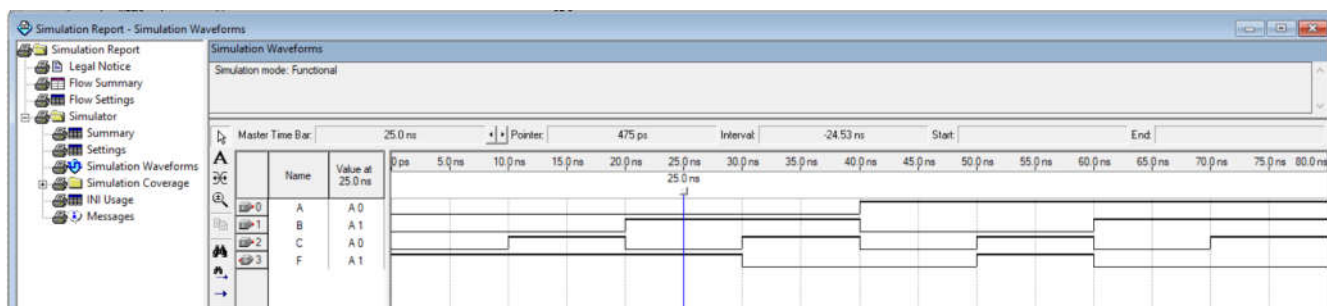 Simulation Report - Simulation Waveforms
Simulation Report
Legal Notice
Flow Summary
Flow Settings
Simulator
Summary
Settings
Simulation Waveforms
Simulation Coverage
INI Usage
Messages
Simulation Waveforms
Simulation mode: Functional
Master Time Bar: 25.0 ns Pointer: 475 ps Interval: -24.53 ns Start: End:
Name Value at 25.0 ns 0 ps 5.0 ns 10.0 ns 15.0 ns 20.0 ns 25.0 ns 30.0 ns 35.0 ns 40.0 ns 45.0 ns 50.0 ns 55.0 ns 60.0 ns 65.0 ns 70.0 ns 75.0 ns 80.0 ns
25.0 ns
0 A A 0
1 B A 1
2 C A 0
3 F A 1